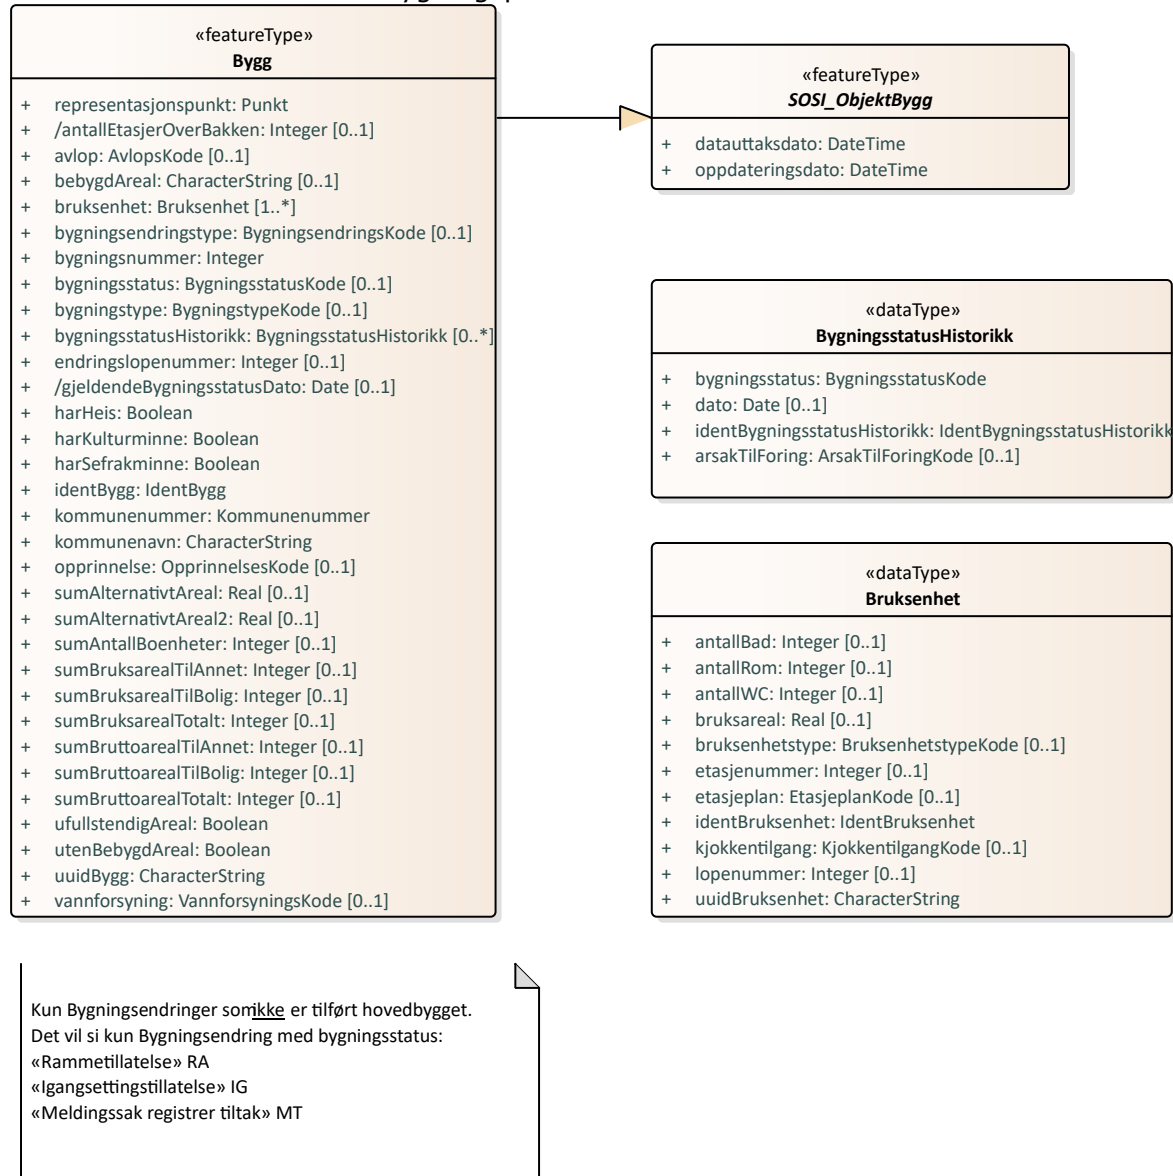 «featureType»
Bygg
+ representasjonspunkt: Punkt
+ /antallEtasjerOverBakken: Integer [0..1]
+ avlop: AvlopsKode [0..1]
+ bebygdAreal: CharacterString [0..1]
+ bruksenhet: Bruksenhet [1..*]
+ bygningsendringstype: BygningsendringsKode [0..1]
+ bygningsnummer: Integer
+ bygningsstatus: BygningsstatusKode [0..1]
+ bygningstype: BygningstypeKode [0..1]
+ bygningsstatusHistorikk: BygningsstatusHistorikk [0..*]
+ endringslopenummer: Integer [0..1]
+ /gjeldendeBygningsstatusDato: Date [0..1]
+ harHeis: Boolean
+ harKulturminne: Boolean
+ harSefrakminne: Boolean
+ identBygg: IdentBygg
+ kommunenummer: Kommunenummer
+ kommunenavn: CharacterString
+ opprinnelse: OpprinnelsesKode [0..1]
+ sumAlternativtAreal: Real [0..1]
+ sumAlternativtAreal2: Real [0..1]
+ sumAntallBoenheter: Integer [0..1]
+ sumBruksarealTilAnnet: Integer [0..1]
+ sumBruksarealTilBolig: Integer [0..1]
+ sumBruksarealTotalt: Integer [0..1]
+ sumBruttoarealTilAnnet: Integer [0..1]
+ sumBruttoarealTilBolig: Integer [0..1]
+ sumBruttoarealTotalt: Integer [0..1]
+ ufullstendigAreal: Boolean
+ utenBebygdAreal: Boolean
+ uuidBygg: CharacterString
+ vannforsyning: VannforsyningsKode [0..1]
«featureType»
SOSI_ObjektBygg
+ datauttaksdato: DateTime
+ oppdateringsdato: DateTime
«dataType»
BygningsstatusHistorikk
+ bygningsstatus: BygningsstatusKode
+ dato: Date [0..1]
+ identBygningsstatusHistorikk: IdentBygningsstatusHistorikk
+ arsakTilForing: ArsakTilForingKode [0..1]
«dataType»
Bruksenhet
+ antallBad: Integer [0..1]
+ antallRom: Integer [0..1]
+ antallWC: Integer [0..1]
+ bruksareal: Real [0..1]
+ bruksenhetstype: BruksenhetstypeKode [0..1]
+ etasjenummer: Integer [0..1]
+ etasjeplan: EtasjeplanKode [0..1]
+ identBruksenhet: IdentBruksenhet
+ kjokkentilgang: KjokkentilgangKode [0..1]
+ lopenummer: Integer [0..1]
+ uuidBruksenhet: CharacterString
Kun Bygningsendringer som ikke er tilført hovedbygget.
Det vil si kun Bygningsendring med bygningsstatus:
«Rammetillatelse» RA
«Igangsettingstillatelse» IG
«Meldingssak registrer tiltak» MT